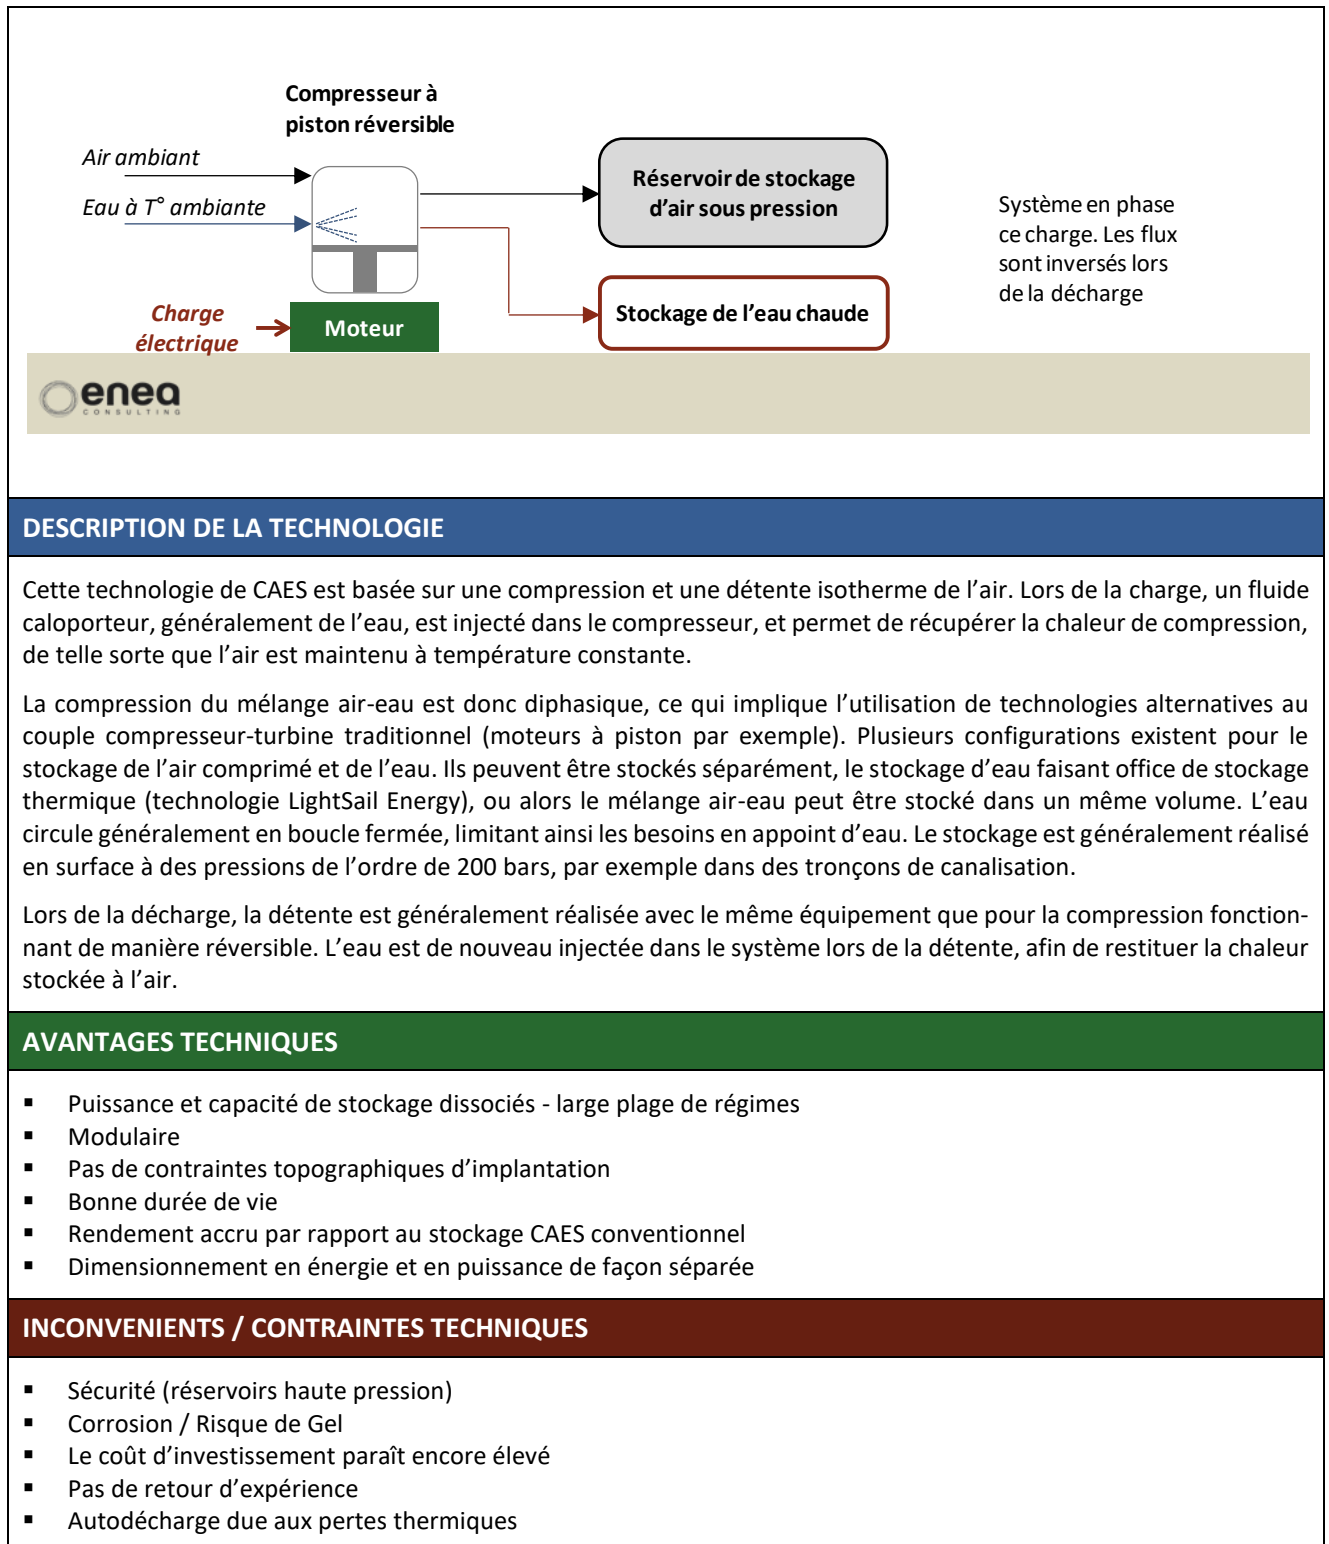 Compresseur à
piston réversible
Air ambiant
Eau à T° ambiante
Réservoir de stockage
d'air sous pression
Système en phase
ce charge. Les flux
sont inversés lors
de la décharge
Charge
électrique
Moteur
Stockage de l'eau chaude
enea
CONSULTING
DESCRIPTION DE LA TECHNOLOGIE
Cette technologie de CAES est basée sur une compression et une détente isotherme de l'air. Lors de la charge, un fluide
caloporteur, généralement de l'eau, est injecté dans le compresseur, et permet de récupérer la chaleur de compression,
de telle sorte que l'air est maintenu à température constante.
La compression du mélange air-eau est donc diphasique, ce qui implique l'utilisation de technologies alternatives au
couple compresseur-turbine traditionnel (moteurs à piston par exemple). Plusieurs configurations existent pour le
stockage de l'air comprimé et de l'eau. Ils peuvent être stockés séparément, le stockage d'eau faisant office de stockage
thermique (technologie LightSail Energy), ou alors le mélange air-eau peut être stocké dans un même volume. L'eau
circule généralement en boucle fermée, limitant ainsi les besoins en appoint d'eau. Le stockage est généralement réalisé
en surface à des pressions de l'ordre de 200 bars, par exemple dans des tronçons de canalisation.
Lors de la décharge, la détente est généralement réalisée avec le même équipement que pour la compression fonction-
nant de manière réversible. L'eau est de nouveau injectée dans le système lors de la détente, afin de restituer la chaleur
stockée à l'air.
AVANTAGES TECHNIQUES
▪ Puissance et capacité de stockage dissociés - large plage de régimes
▪ Modulaire
▪ Pas de contraintes topographiques d'implantation
▪ Bonne durée de vie
▪ Rendement accru par rapport au stockage CAES conventionnel
▪ Dimensionnement en énergie et en puissance de façon séparée
INCONVENIENTS / CONTRAINTES TECHNIQUES
▪ Sécurité (réservoirs haute pression)
▪ Corrosion / Risque de Gel
▪ Le coût d'investissement paraît encore élevé
▪ Pas de retour d'expérience
▪ Autodécharge due aux pertes thermiques